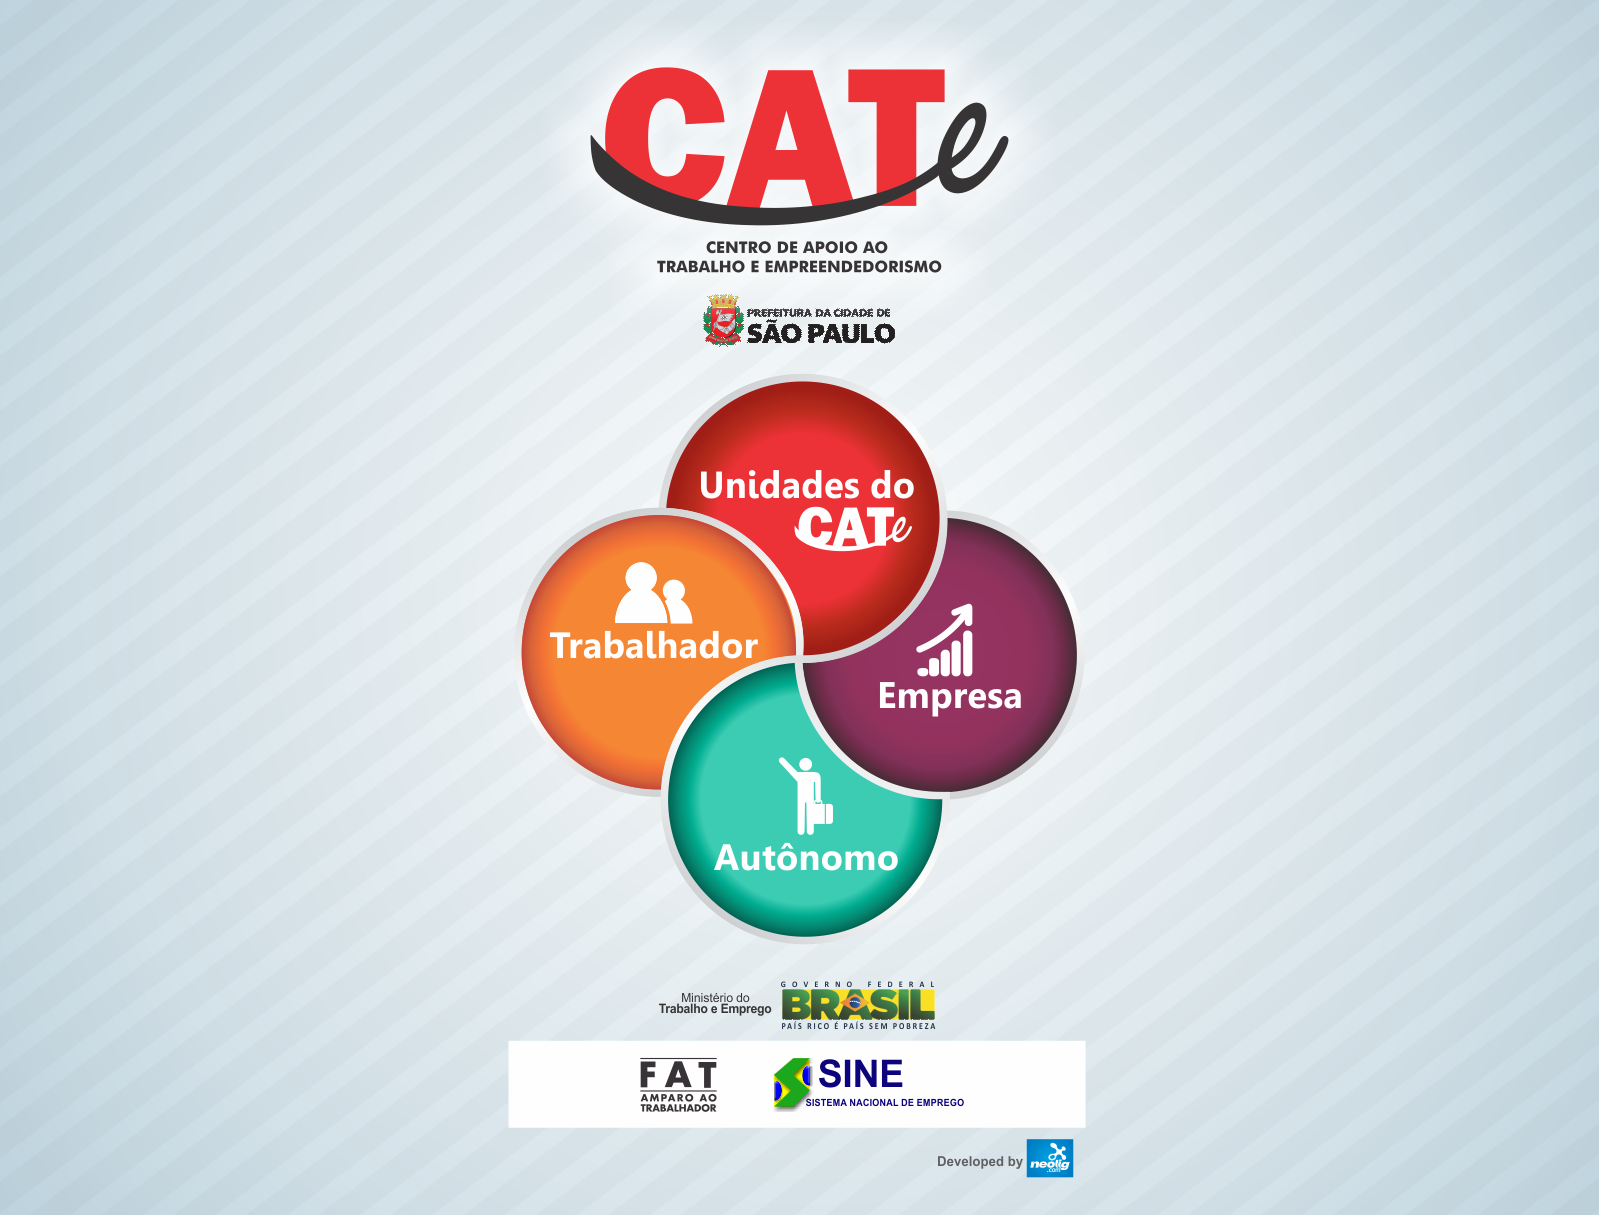 CATe
CENTRO DE APOIO AO
TRABALHO E EMPREENDEDORISMO
PREFEITURA DA CIDADE DE
SÃO PAULO
Unidades do
CATe
Trabalhador
Empresa
Autônomo
Ministério do
Trabalho e Emprego
GOVERNO FEDERAL
BRASIL
PAÍS RICO É PAÍS SEM POBREZA
FAT
AMPARO AO
TRABALHADOR
SINE
SISTEMA NACIONAL DE EMPREGO
Developed by
neolig
.com